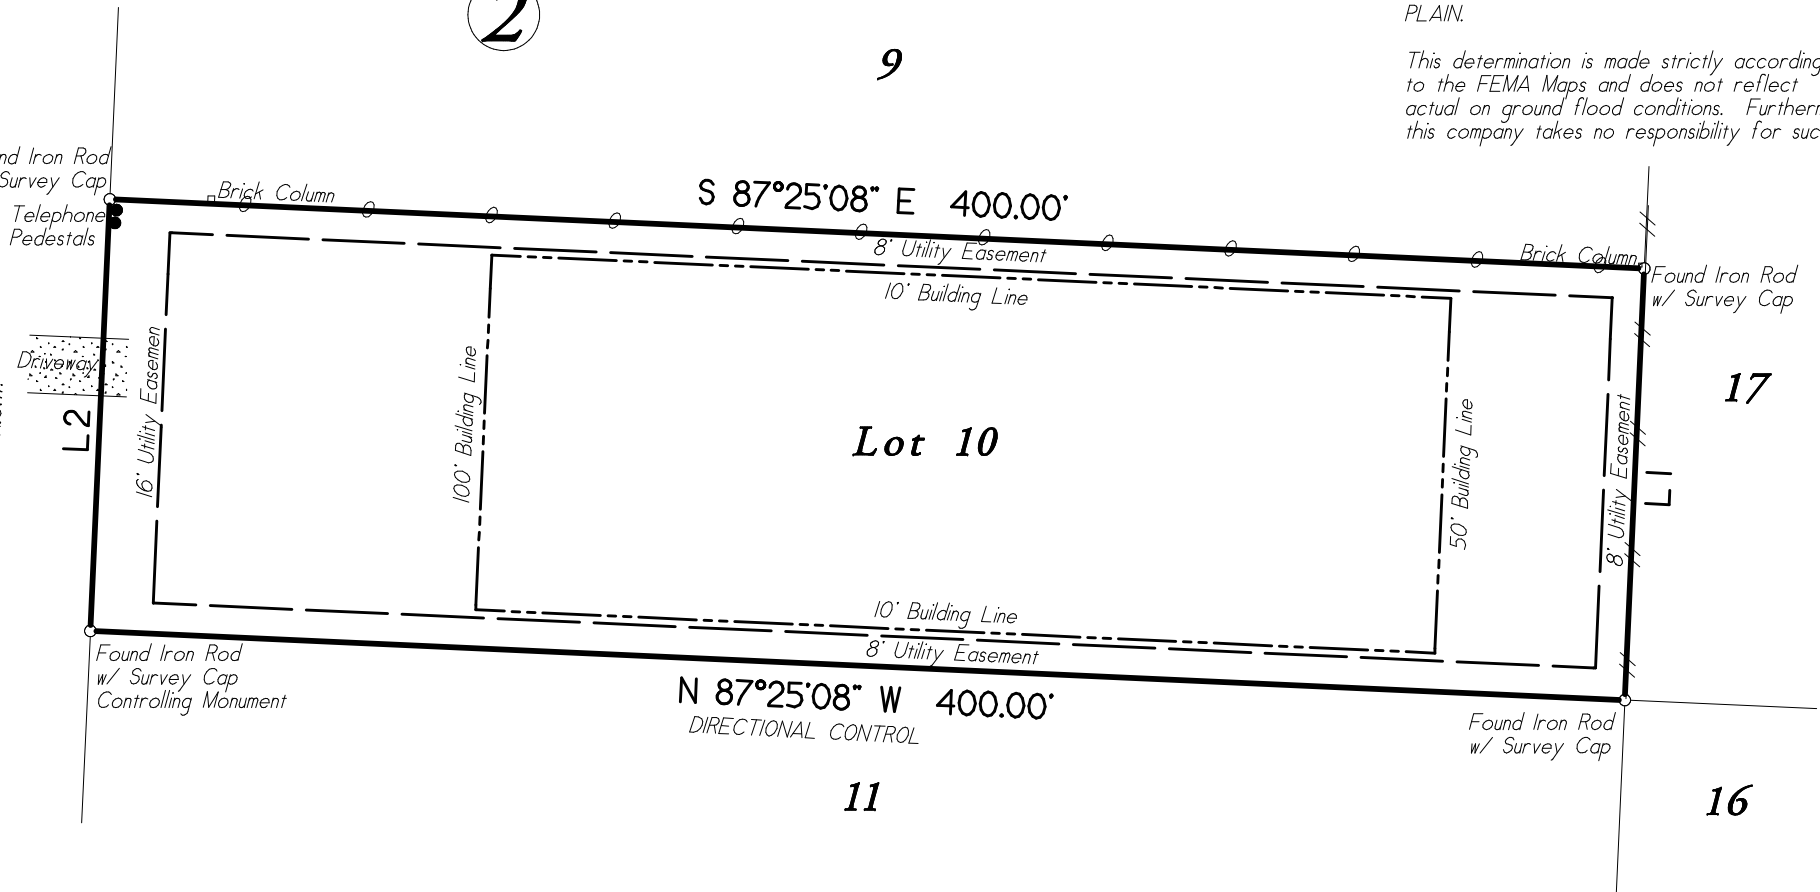 2
9
PLAIN.
This determination is made strictly according
to the FEMA Maps and does not reflect
actual on ground flood conditions. Furtherm
this company takes no responsibility for suc
nd Iron Rod
Survey Cap
Telephone
Pedestals
Brick Column
S 87°25'08" E 400.00'
8' Utility Easement
10' Building Line
Brick Column
Found Iron Rod
w/ Survey Cap
Driveway
L2
16' Utility Easemen
100' Building Line
Lot 10
50' Building Line
8' Utility Easement
L1
17
10' Building Line
8' Utility Easement
Found Iron Rod
w/ Survey Cap
Controlling Monument
N 87°25'08" W 400.00'
DIRECTIONAL CONTROL
Found Iron Rod
w/ Survey Cap
11
16